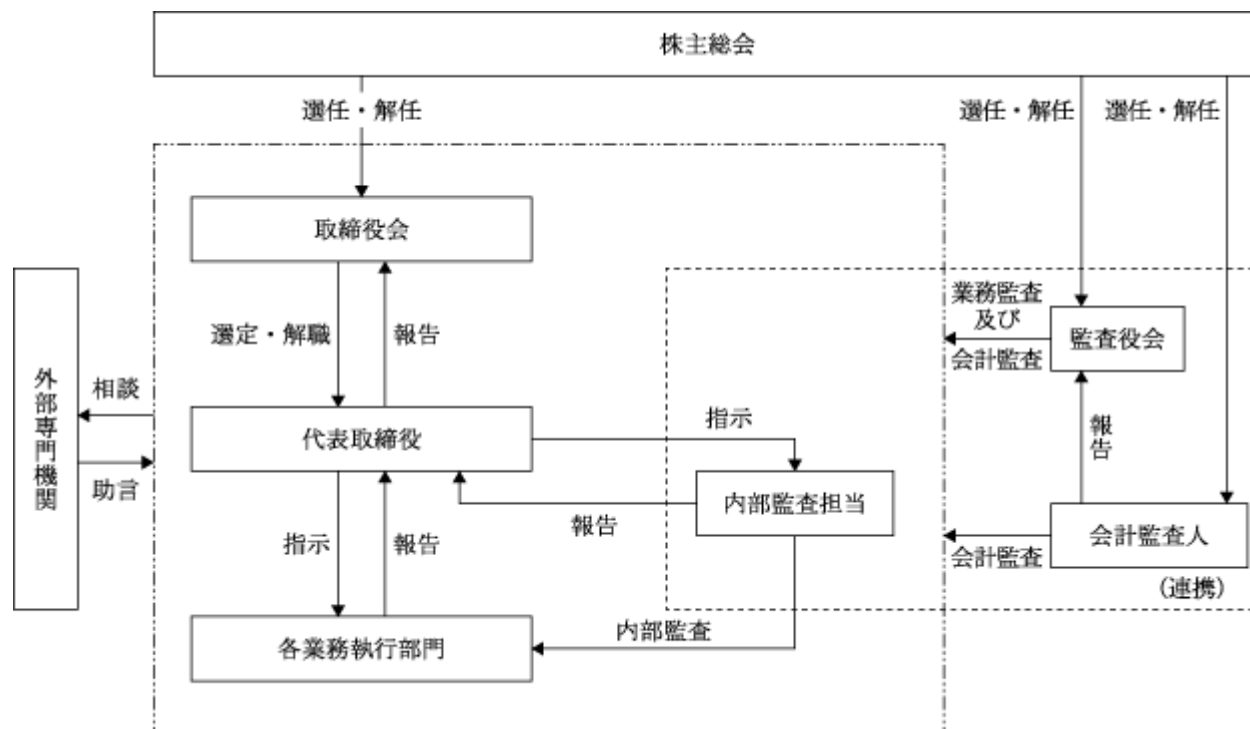 株主総会
選任・解任
選任・解任
選任・解任
取締役会
業務監査
及び
会計監査
監査役会
選定・解職
報告
外部専門機関
相談
助言
代表取締役
指示
報告
内部監査担当
報告
会計監査
会計監査人
(連携)
指示
報告
内部監査
各業務執行部門